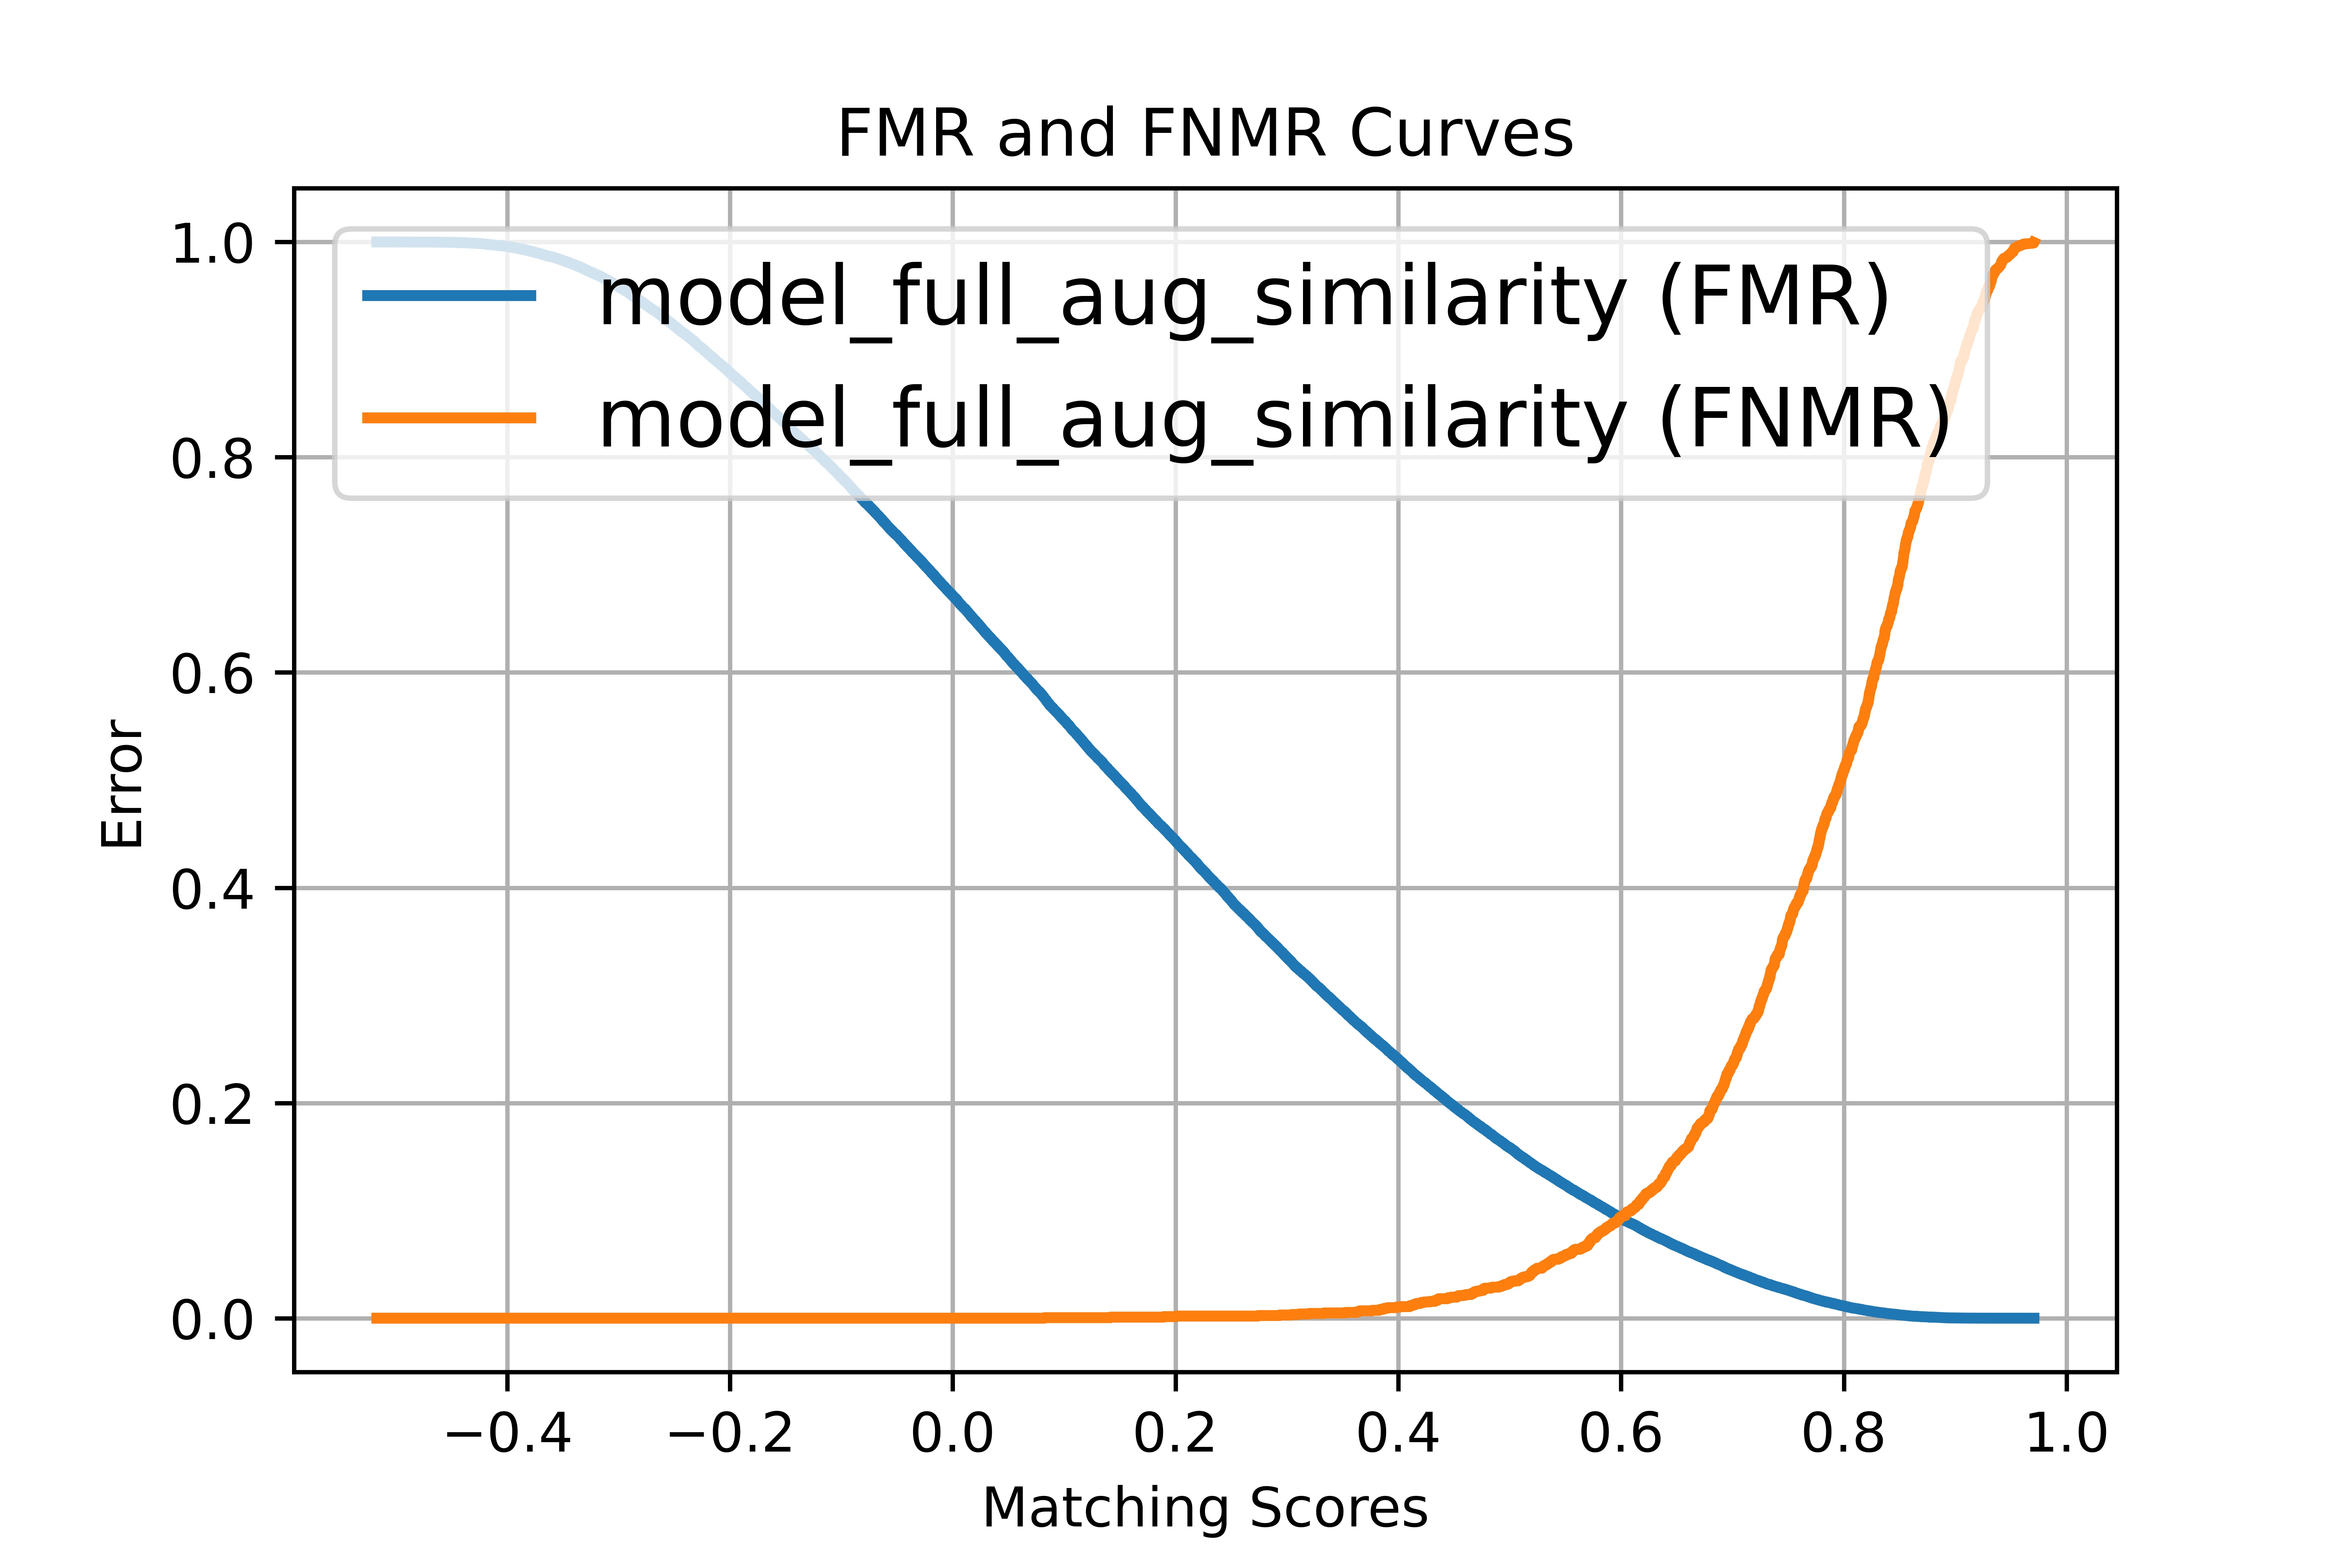 FMR and FNMR Curves
1.0
model_full_aug_similarity (FMR)
model_full_aug_similarity (FNMR)
0.8
0.6
Error
0.4
0.2
0.0
−0.4 −0.2 0.0 0.2 0.4 0.6 0.8 1.0
Matching Scores